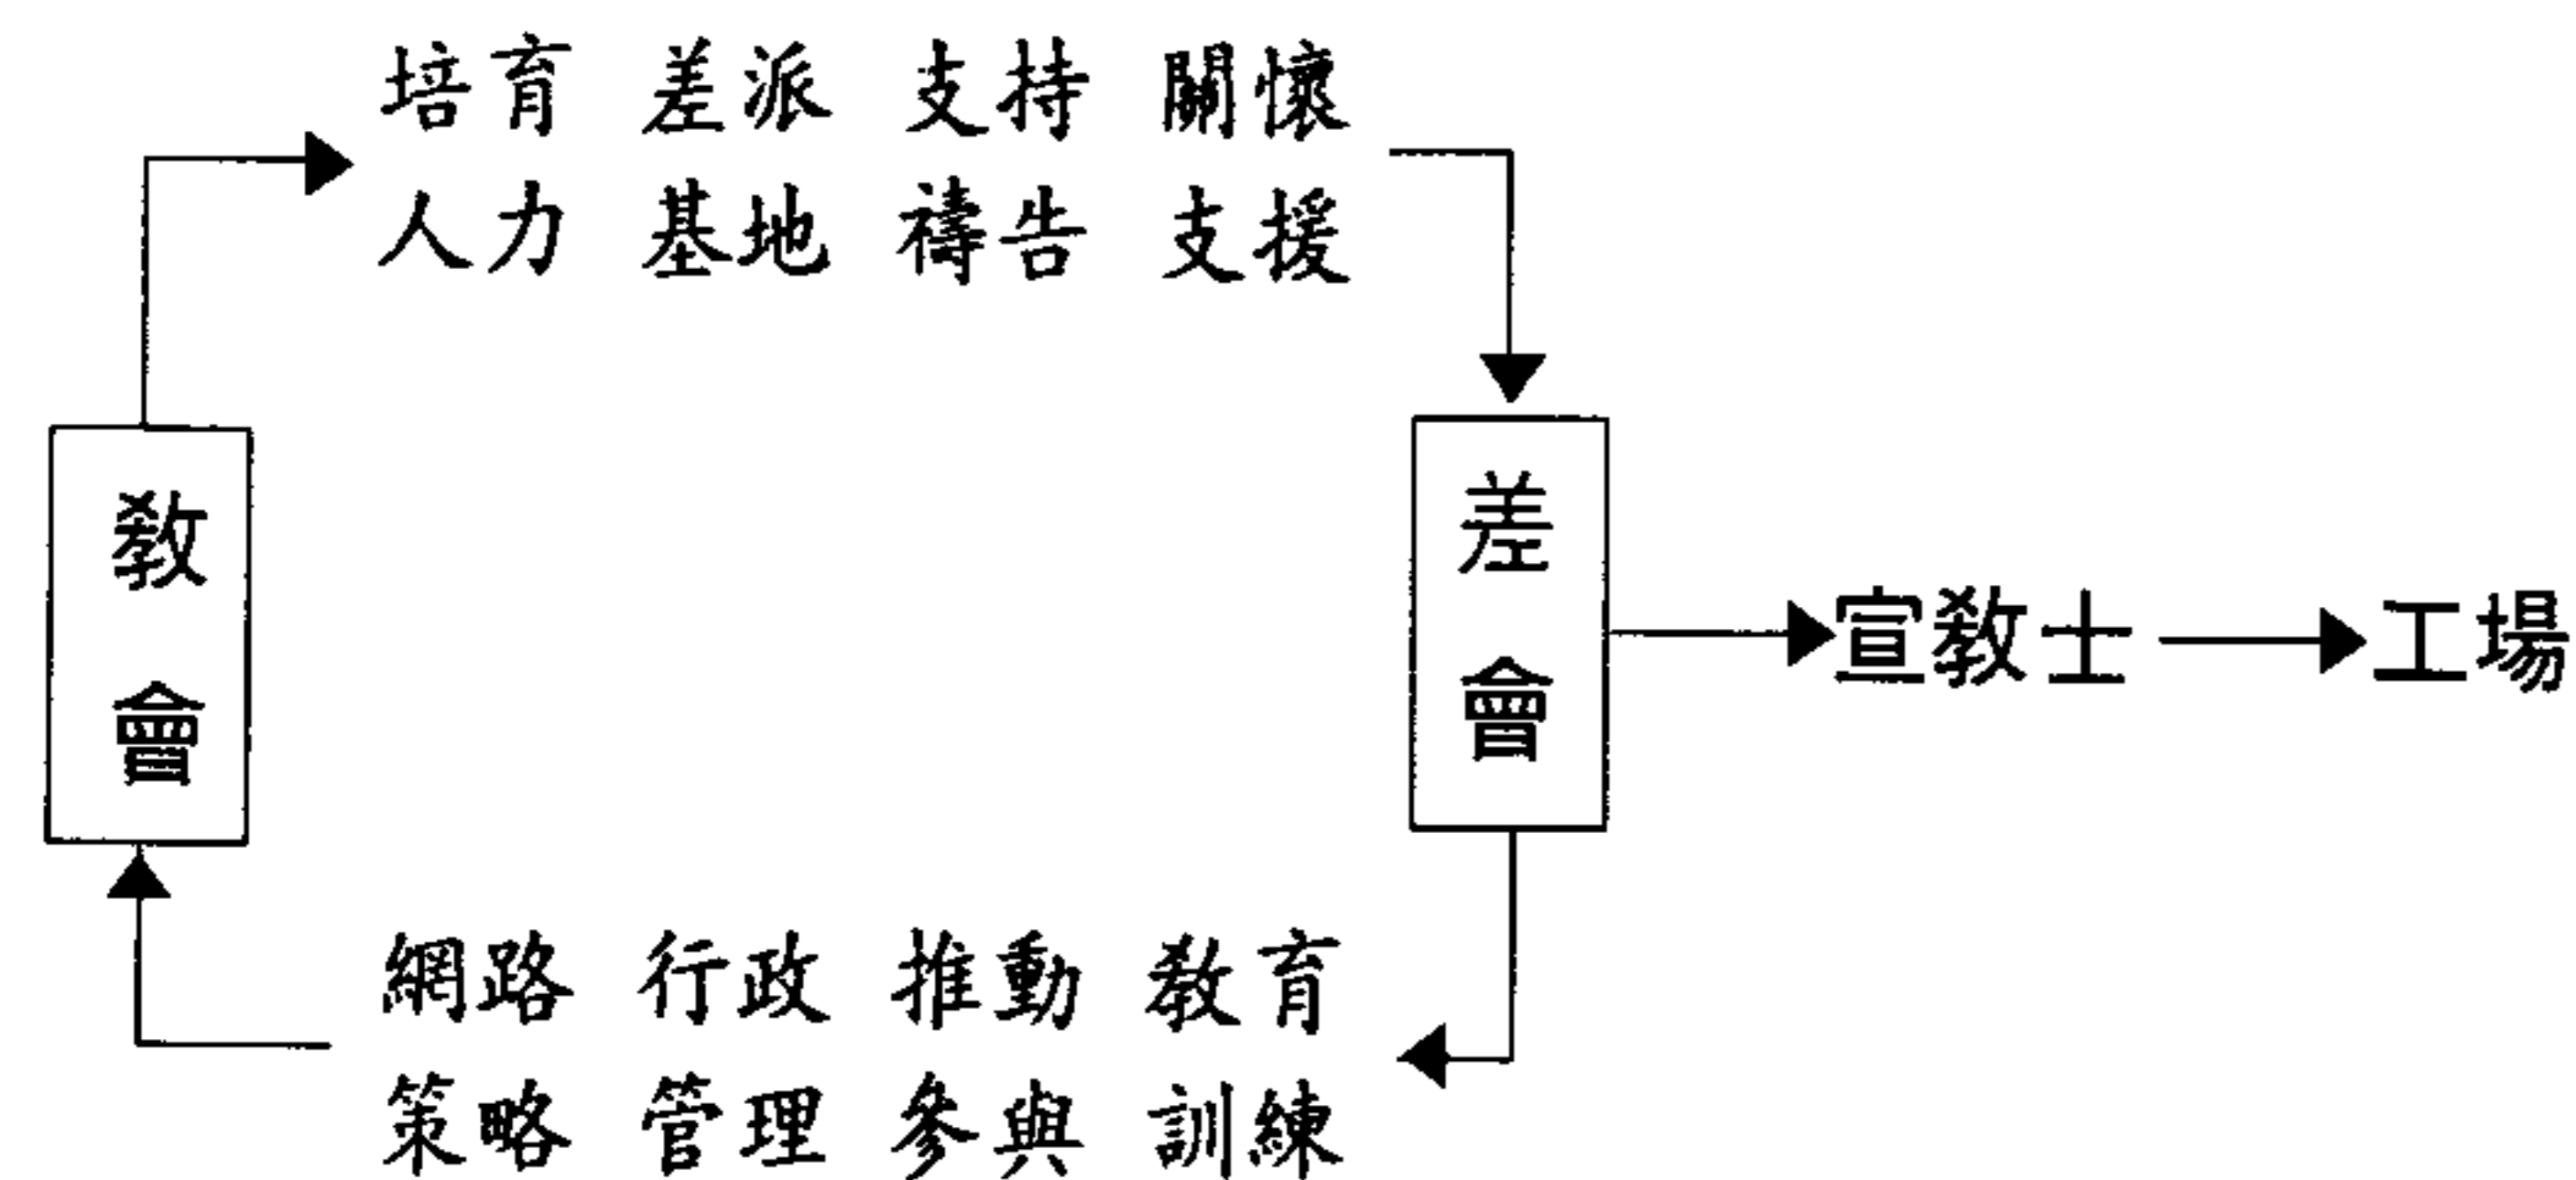 培育 差派 支持 關懷
人力 基地 禱告 支援
教會
差會
宣教士 工場
網路 行政 推動 教育
策略 管理 參與 訓練